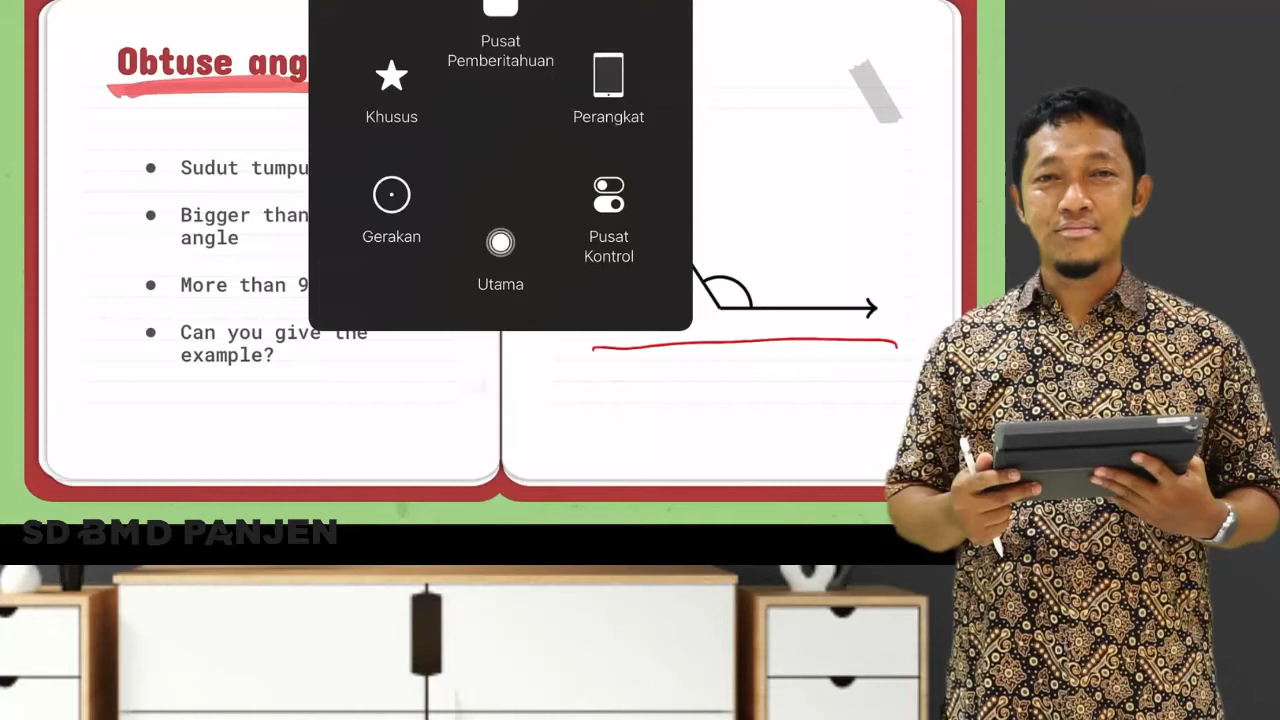 Obtuse ang
Sudut tumpu
Bigger than
angle
More than 9
Can you give the
example?
Pusat
Pemberitahuan
Khusus
Perangkat
Gerakan
Pusat
Kontrol
Utama
SD BMD PANJEN